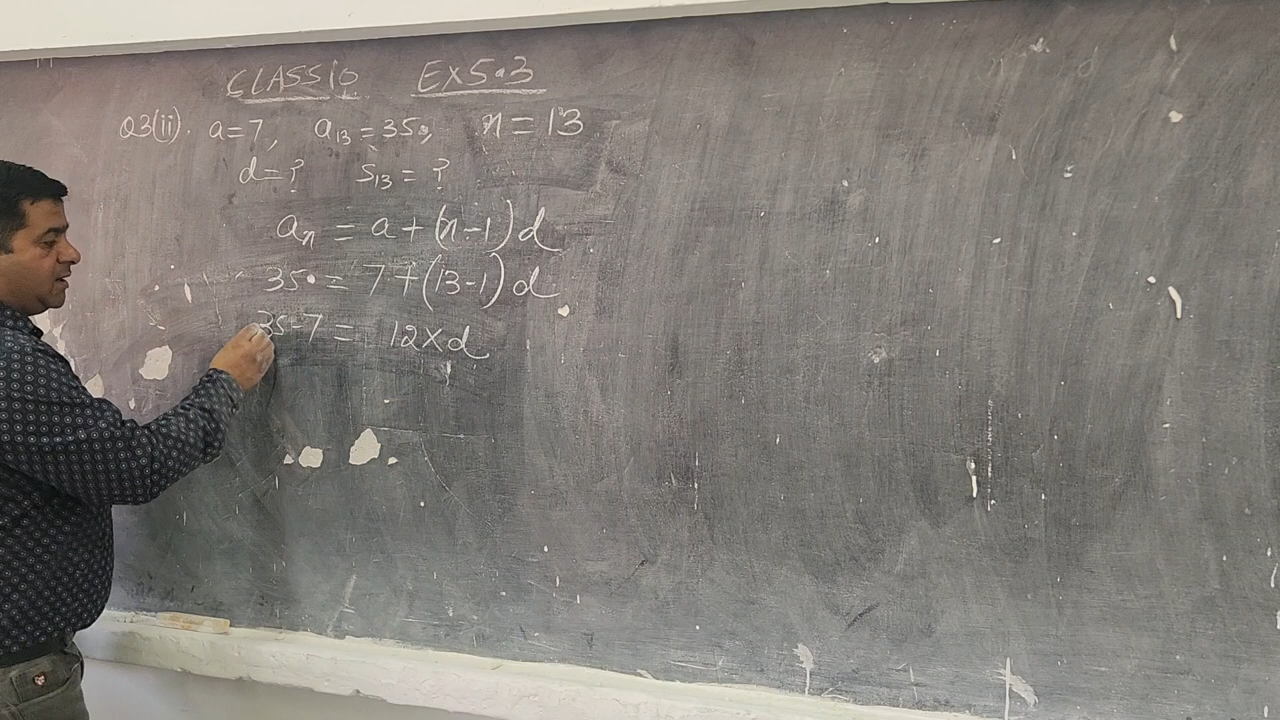 CLASS 10 EX 5.3
Q3(ii). a=7, a₁₃=35, n=13
d=? S₁₃=?
aₙ = a+(n-1)d
35 = 7+(13-1)d
35-7 = 12×d